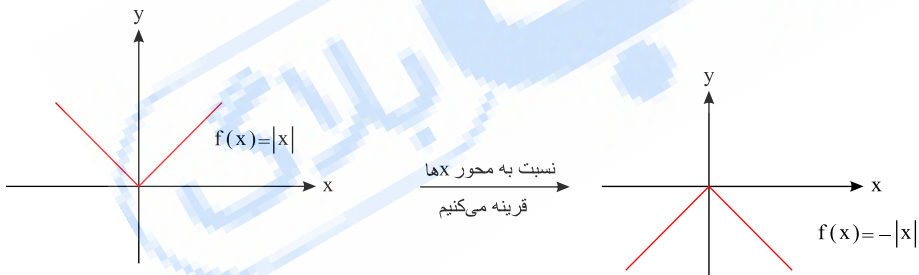 y
f(x)=|x|
x
نسبت به محور xها
قرینه می‌کنیم
y
x
f(x)=-|x|